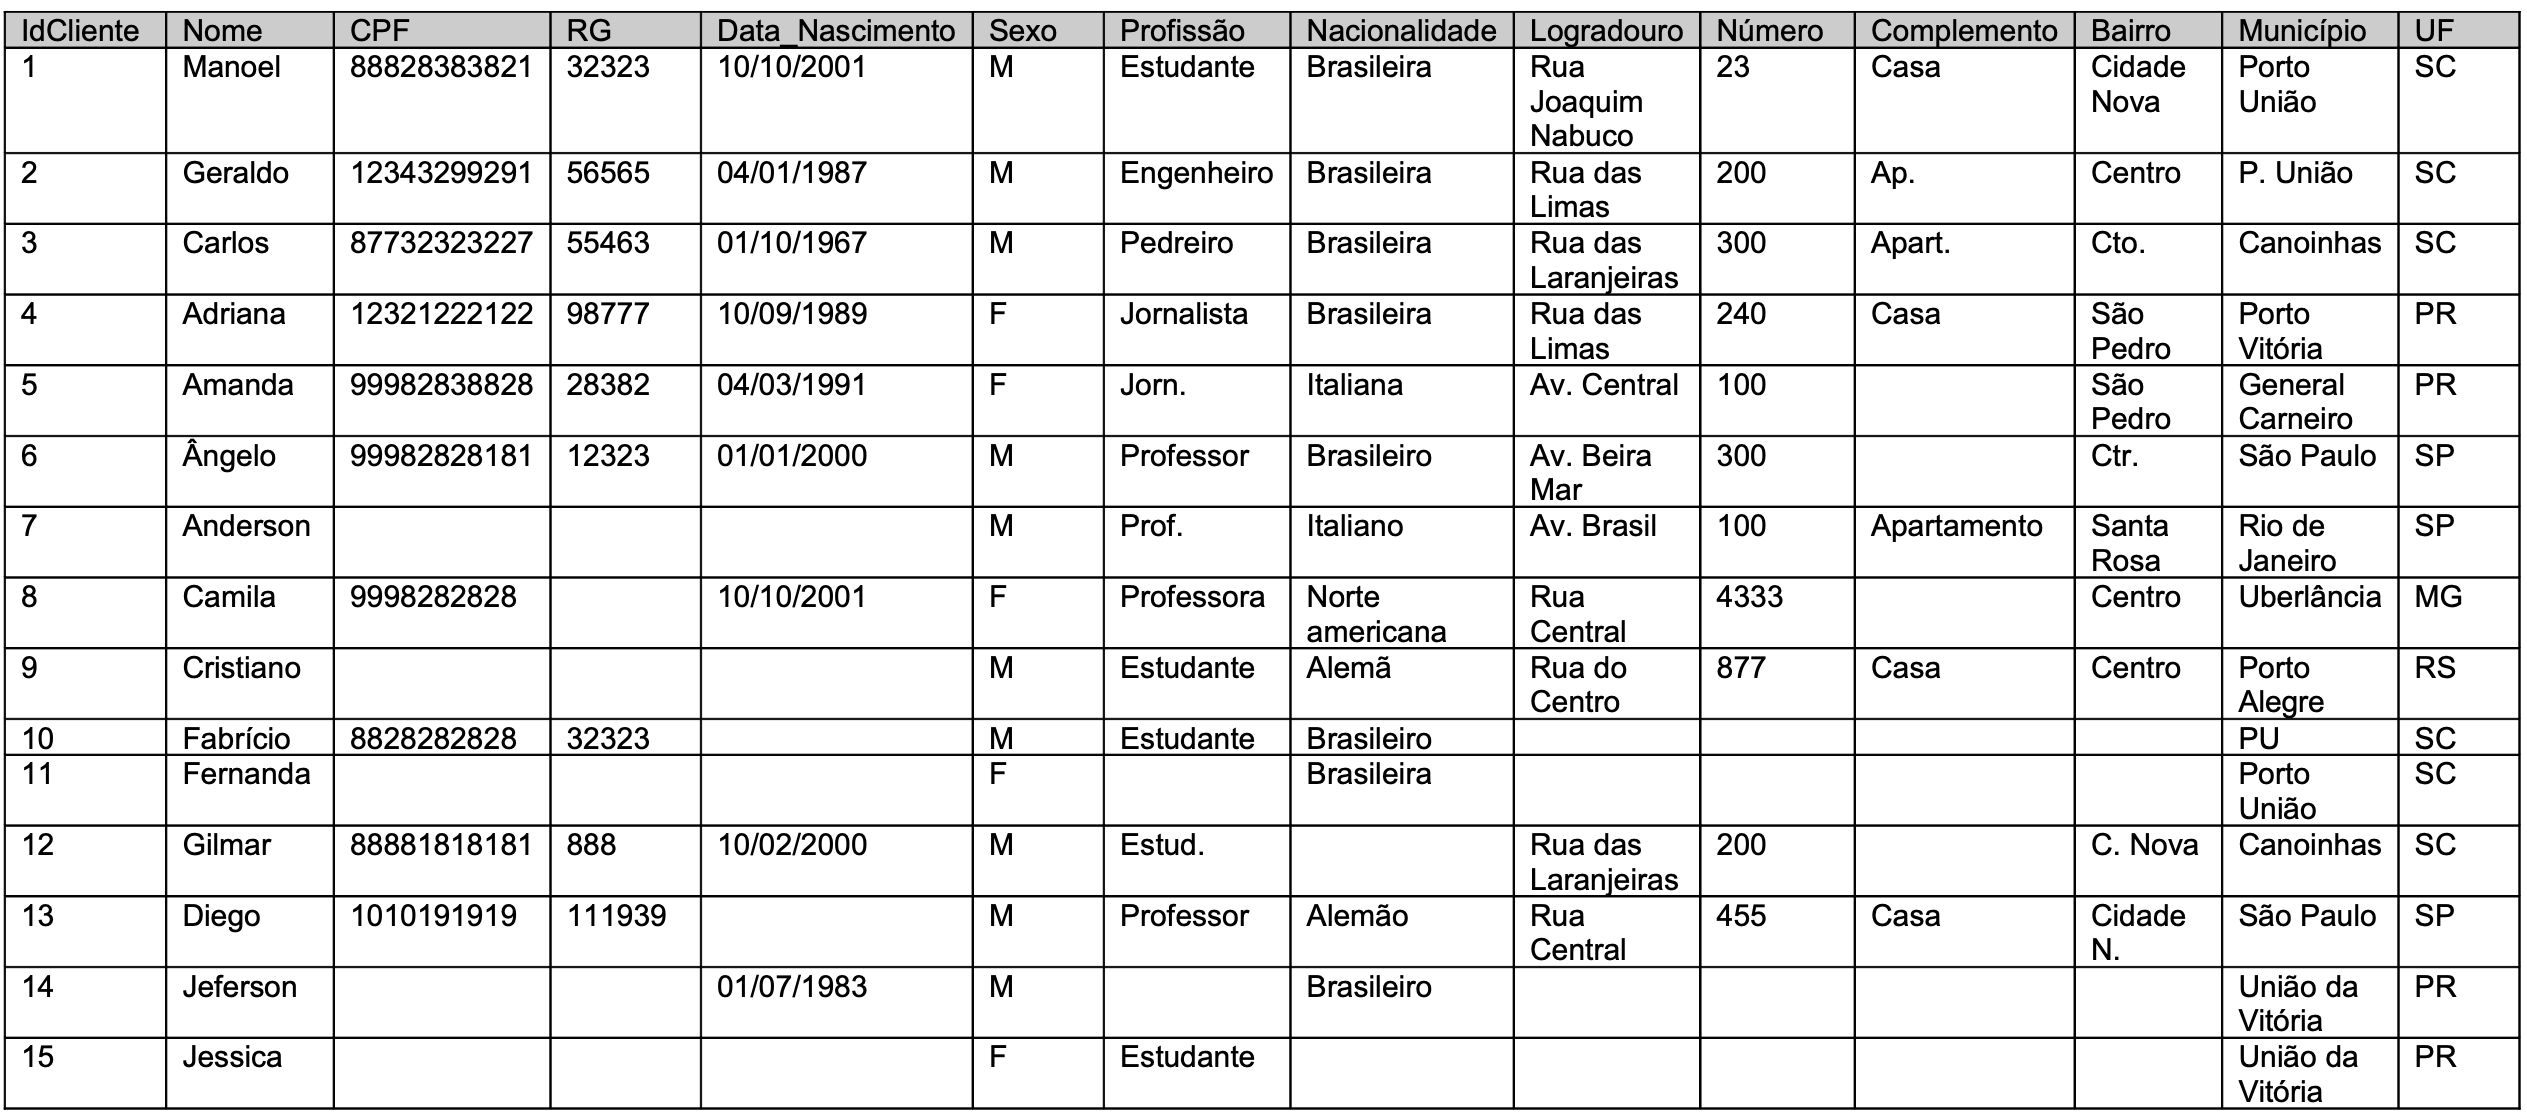 IdCliente Nome CPF RG Data_Nascimento Sexo Profissão Nacionalidade Logradouro Número Complemento Bairro Município UF
1 Manoel 88828383821 32323 10/10/2001 M Estudante Brasileira Rua Joaquim Nabuco 23 Casa Cidade Nova Porto União SC
2 Geraldo 12343299291 56565 04/01/1987 M Engenheiro Brasileira Rua das Limas 200 Ap. Centro P. União SC
3 Carlos 87732323227 55463 01/10/1967 M Pedreiro Brasileira Rua das Laranjeiras 300 Apart. Cto. Canoinhas SC
4 Adriana 12321222122 98777 10/09/1989 F Jornalista Brasileira Rua das Limas 240 Casa São Pedro Porto Vitória PR
5 Amanda 99982838828 28382 04/03/1991 F Jorn. Italiana Av. Central 100 São Pedro General Carneiro PR
6 Ângelo 99982828181 12323 01/01/2000 M Professor Brasileiro Av. Beira Mar 300 Ctr. São Paulo SP
7 Anderson M Prof. Italiano Av. Brasil 100 Apartamento Santa Rosa Rio de Janeiro SP
8 Camila 9998282828 10/10/2001 F Professora Norte americana Rua Central 4333 Centro Uberlância MG
9 Cristiano M Estudante Alemã Rua do Centro 877 Casa Centro Porto Alegre RS
10 Fabrício 8828282828 32323 M Estudante Brasileiro PU SC
11 Fernanda F Brasileira Porto União SC
12 Gilmar 88881818181 888 10/02/2000 M Estud. Rua das Laranjeiras 200 C. Nova Canoinhas SC
13 Diego 1010191919 111939 M Professor Alemão Rua Central 455 Casa Cidade N. São Paulo SP
14 Jeferson 01/07/1983 M Brasileiro União da Vitória PR
15 Jessica F Estudante União da Vitória PR